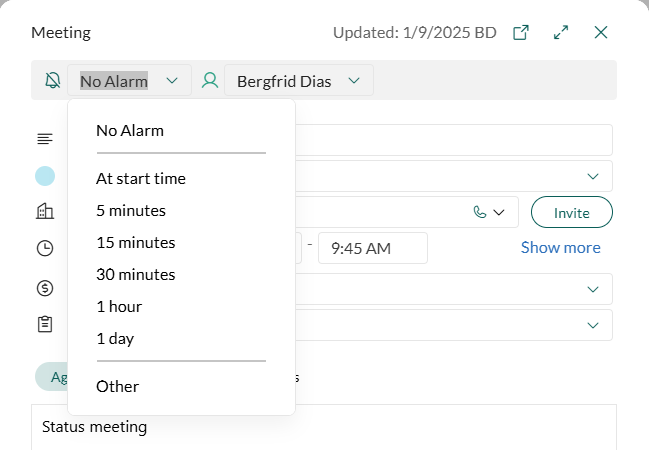 Meeting
Updated: 1/9/2025 BD
No Alarm
Bergfrid Dias
No Alarm
At start time
5 minutes
15 minutes
30 minutes
1 hour
1 day
Other
Invite
- 9:45 AM
Show more
Status meeting